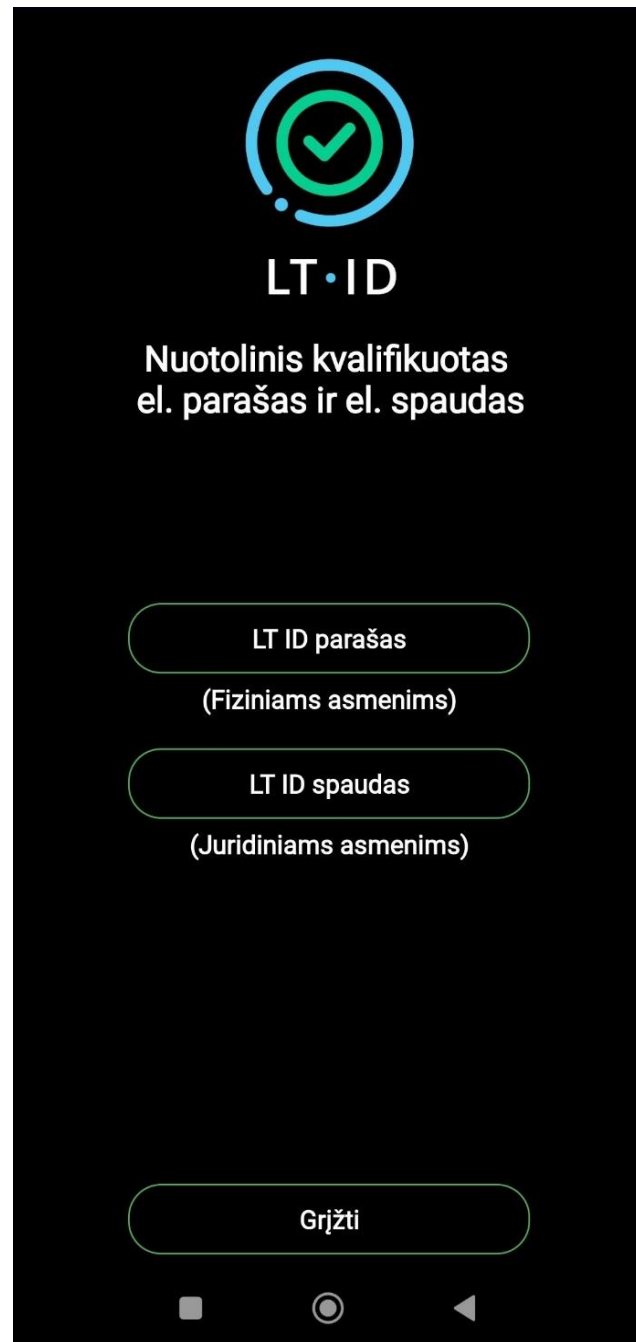 LT·ID
Nuotolinis kvalifikuotas
el. parašas ir el. spaudas
LT ID parašas
(Fiziniams asmenims)
LT ID spaudas
(Juridiniams asmenims)
Grįžti